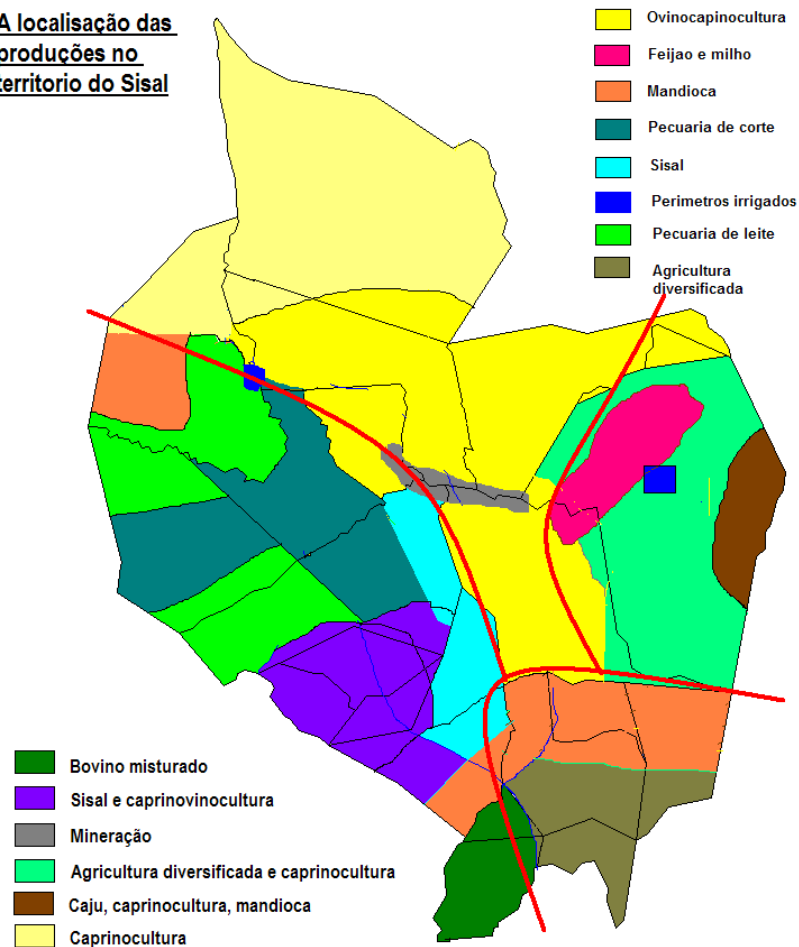 A localisação das
produções no
territorio do Sisal
Ovinocapinocultura
Feijao e milho
Mandioca
Pecuaria de corte
Sisal
Perimetros irrigados
Pecuaria de leite
Agricultura
diversificada
Bovino misturado
Sisal e caprinovinocultura
Mineração
Agricultura diversificada e caprinocultura
Caju, caprinocultura, mandioca
Caprinocultura